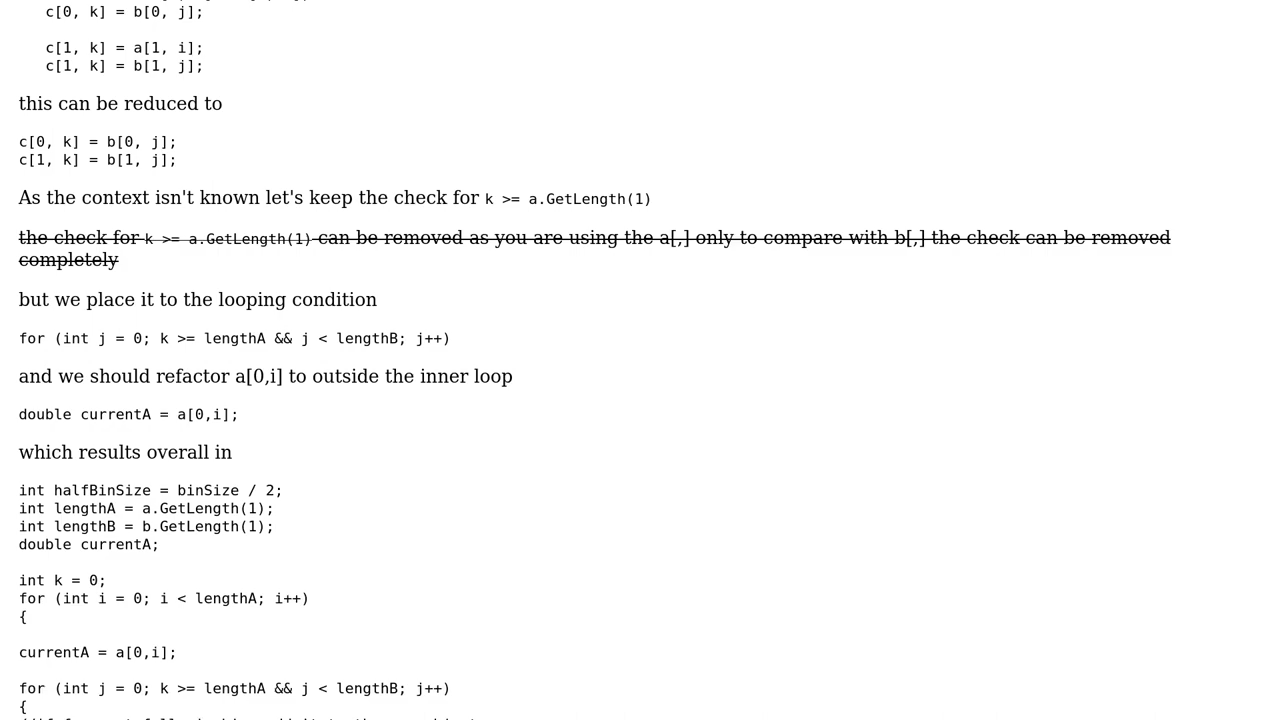 c[0, k] = b[0, j];
c[1, k] = a[1, i];
c[1, k] = b[1, j];
this can be reduced to
c[0, k] = b[0, j];
c[1, k] = b[1, j];
As the context isn't known let's keep the check for k >= a.GetLength(1)
the check for k >= a.GetLength(1) can be removed as you are using the a[,] only to compare with b[,] the check can be removed
completely
but we place it to the looping condition
for (int j = 0; k >= lengthA && j < lengthB; j++)
and we should refactor a[0,i] to outside the inner loop
double currentA = a[0,i];
which results overall in
int halfBinSize = binSize / 2;
int lengthA = a.GetLength(1);
int lengthB = b.GetLength(1);
double currentA;
int k = 0;
for (int i = 0; i < lengthA; i++)
{
currentA = a[0,i];
for (int j = 0; k >= lengthA && j < lengthB; j++)
{